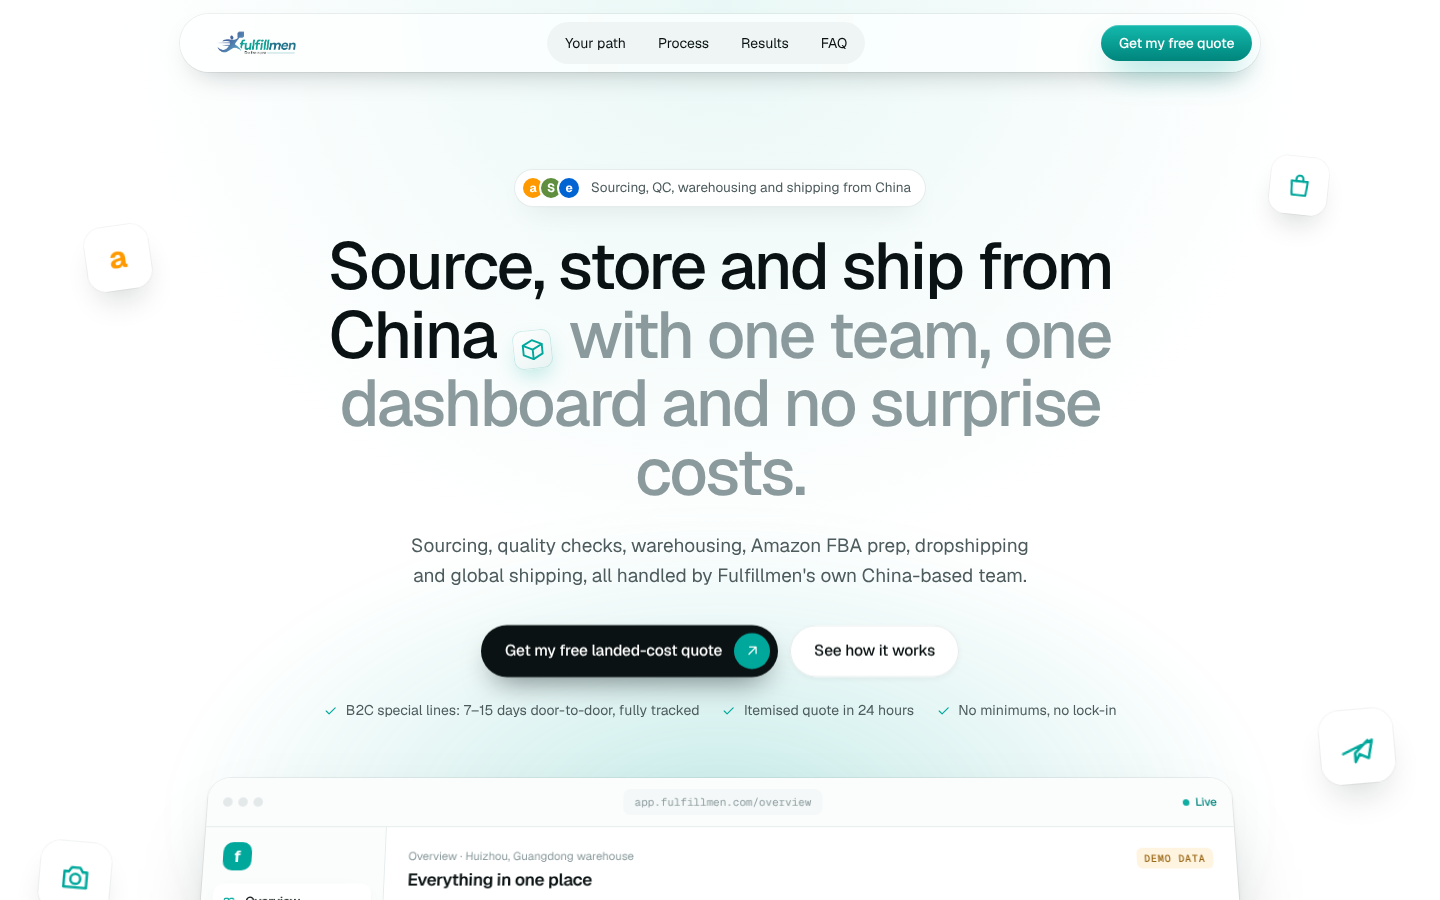 fulfillmen
Your path
Process
Results
FAQ
Get my free quote
a S e
Sourcing, QC, warehousing and shipping from China
a
Source, store and ship from
China with one team, one
dashboard and no surprise
costs.
Sourcing, quality checks, warehousing, Amazon FBA prep, dropshipping
and global shipping, all handled by Fulfillmen's own China-based team.
Get my free landed-cost quote
See how it works
B2C special lines: 7–15 days door-to-door, fully tracked
Itemised quote in 24 hours
No minimums, no lock-in
app.fulfillmen.com/overview
Live
f
Overview · Huizhou, Guangdong warehouse
DEMO DATA
Everything in one place
Overview